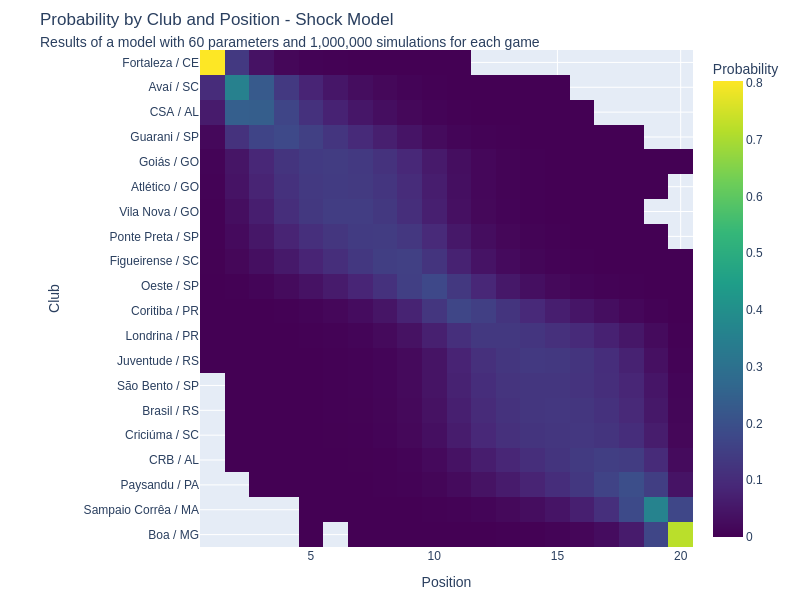 Probability by Club and Position - Shock Model
Results of a model with 60 parameters and 1,000,000 simulations for each game
Probability
Fortaleza / CE
Avaí / SC
CSA / AL
Guarani / SP
Goiás / GO
Atlético / GO
Vila Nova / GO
Ponte Preta / SP
Figueirense / SC
Oeste / SP
Coritiba / PR
Londrina / PR
Juventude / RS
São Bento / SP
Brasil / RS
Criciúma / SC
CRB / AL
Paysandu / PA
Sampaio Corrêa / MA
Boa / MG
Club
5
10
15
20
Position
0.8
0.7
0.6
0.5
0.4
0.3
0.2
0.1
0